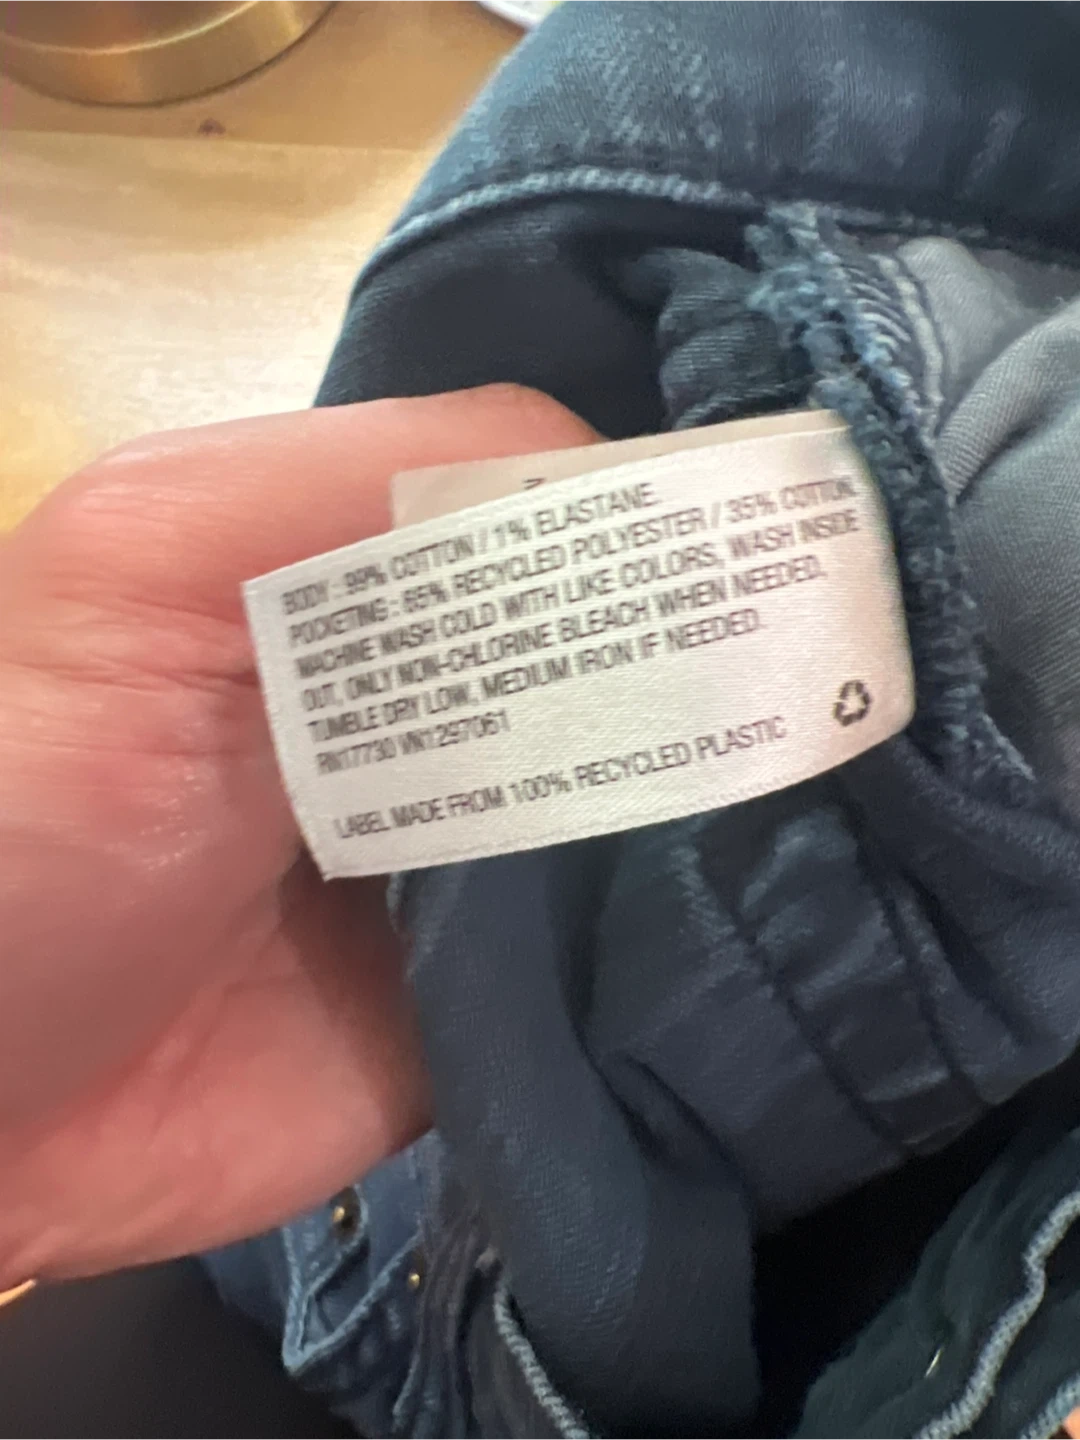 BODY : 99% COTTON / 1% ELASTANE.
POCKETING : 65% RECYCLED POLYESTER / 35% COTTON.
MACHINE WASH COLD WITH LIKE COLORS, WASH INSIDE
OUT, ONLY NON-CHLORINE BLEACH WHEN NEEDED,
TUMBLE DRY LOW, MEDIUM IRON IF NEEDED.
RN17730 VN1297061
LABEL MADE FROM 100% RECYCLED PLASTIC